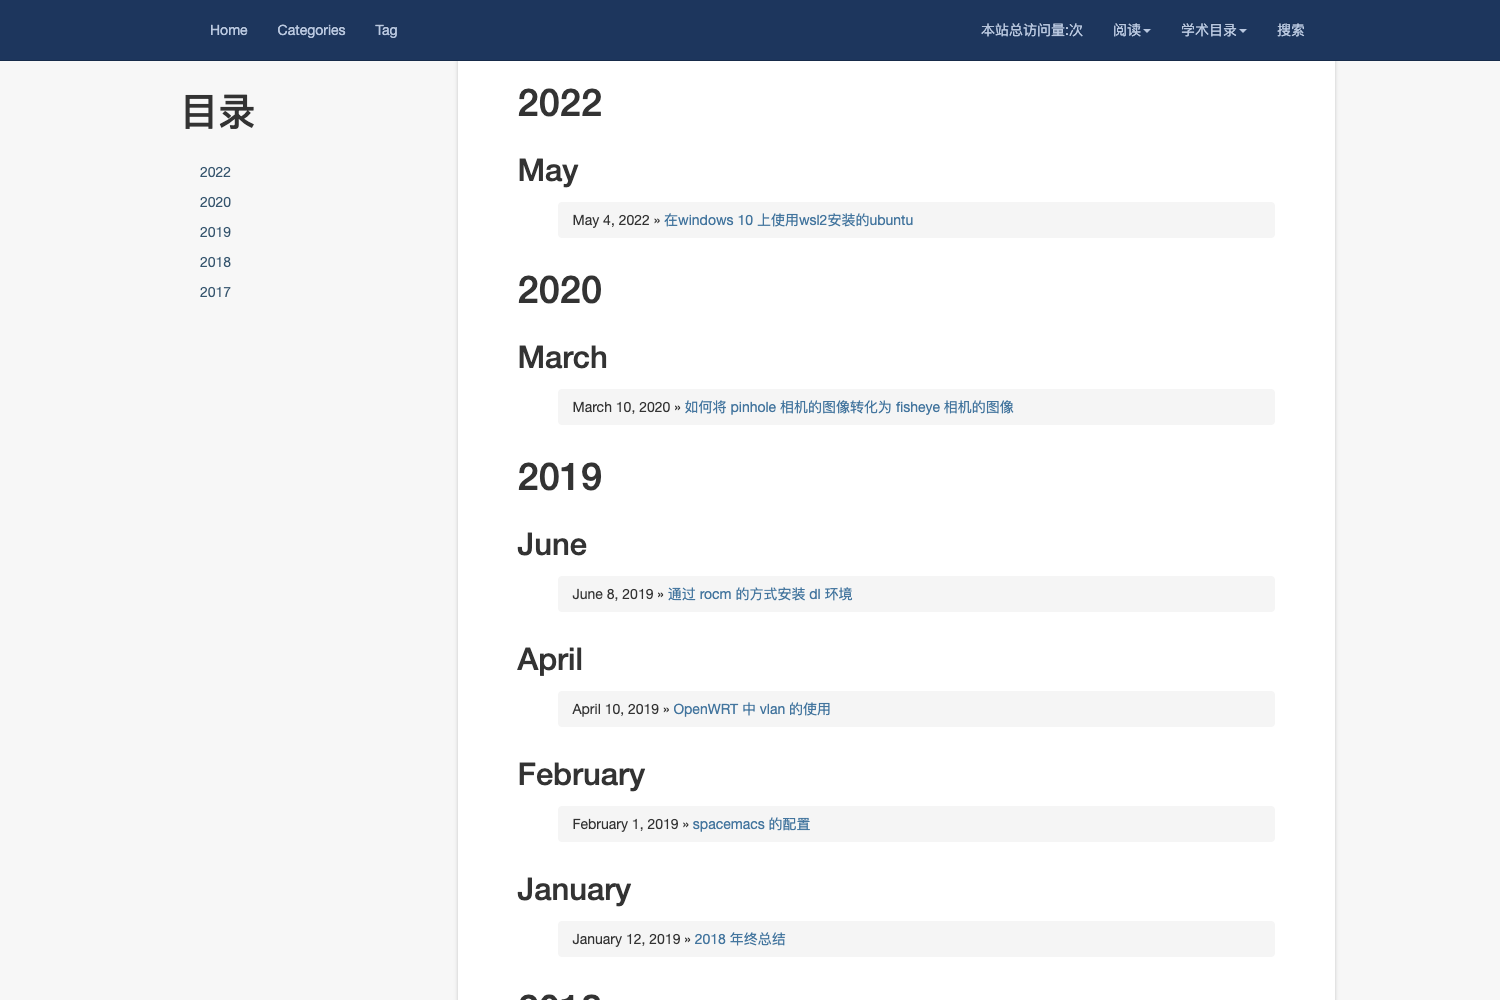 Home Categories Tag 本站总访问量:次 阅读 学术目录 搜索
目录
2022
2020
2019
2018
2017
2022
May
May 4, 2022 » 在windows 10 上使用wsl2安装的ubuntu
2020
March
March 10, 2020 » 如何将 pinhole 相机的图像转化为 fisheye 相机的图像
2019
June
June 8, 2019 » 通过 rocm 的方式安装 dl 环境
April
April 10, 2019 » OpenWRT 中 vlan 的使用
February
February 1, 2019 » spacemacs 的配置
January
January 12, 2019 » 2018 年终总结
2018